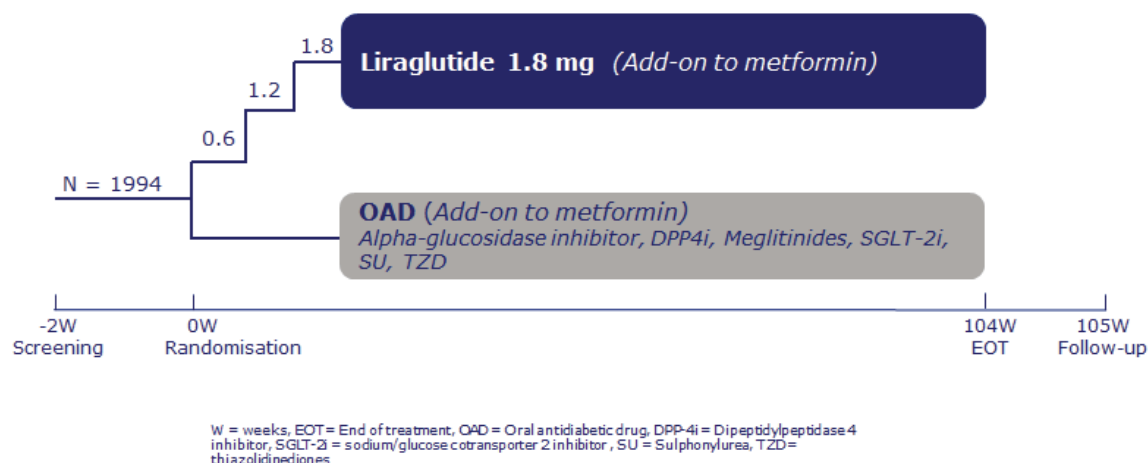 1.8
Liraglutide 1.8 mg (Add-on to metformin)
1.2
0.6
N = 1994
OAD (Add-on to metformin)
Alpha-glucosidase inhibitor, DPP4i, Meglitinides, SGLT-2i,
SU, TZD
-2W 0W 104W 105W
Screening Randomisation EOT Follow-up
W = weeks, EOT= End of treatment, OAD = Oral antidiabetic drug, DPP-4i = Dipeptidylpeptidase 4
inhibitor, SGLT-2i = sodium/glucose cotransporter 2 inhibitor , SU = Sulphonylurea, TZD=
thiazolidinediones